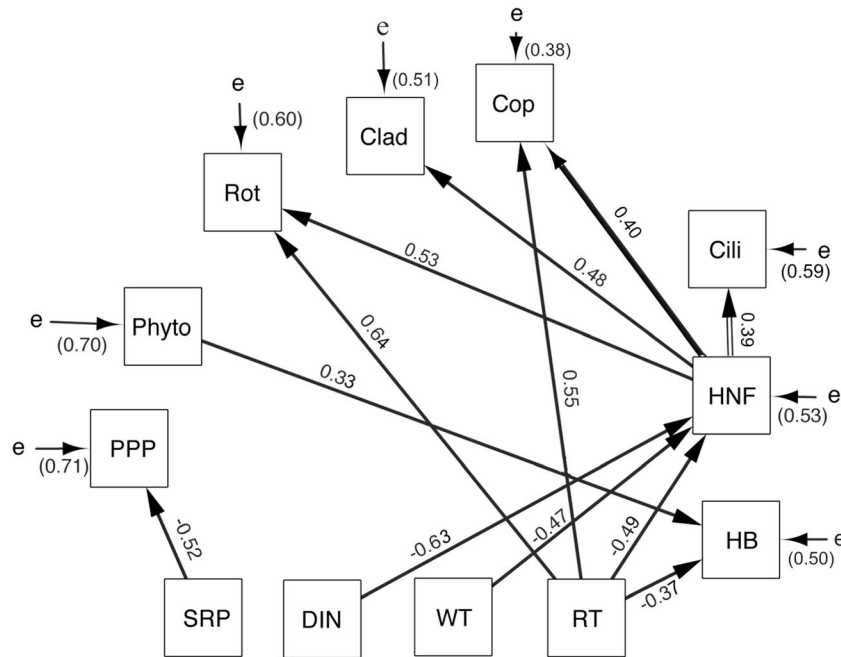 e
e
(0.38)
e
(0.51)
Cop
e
(0.60)
Clad
Rot
0.40
Cili
e
(0.59)
0.53
0.48
e
(0.70)
Phyto
0.64
0.39
0.33
0.55
HNF
e
(0.53)
e
(0.71)
PPP
-0.52
-0.63
-0.47
-0.49
HB
e
(0.50)
-0.37
SRP
DIN
WT
RT